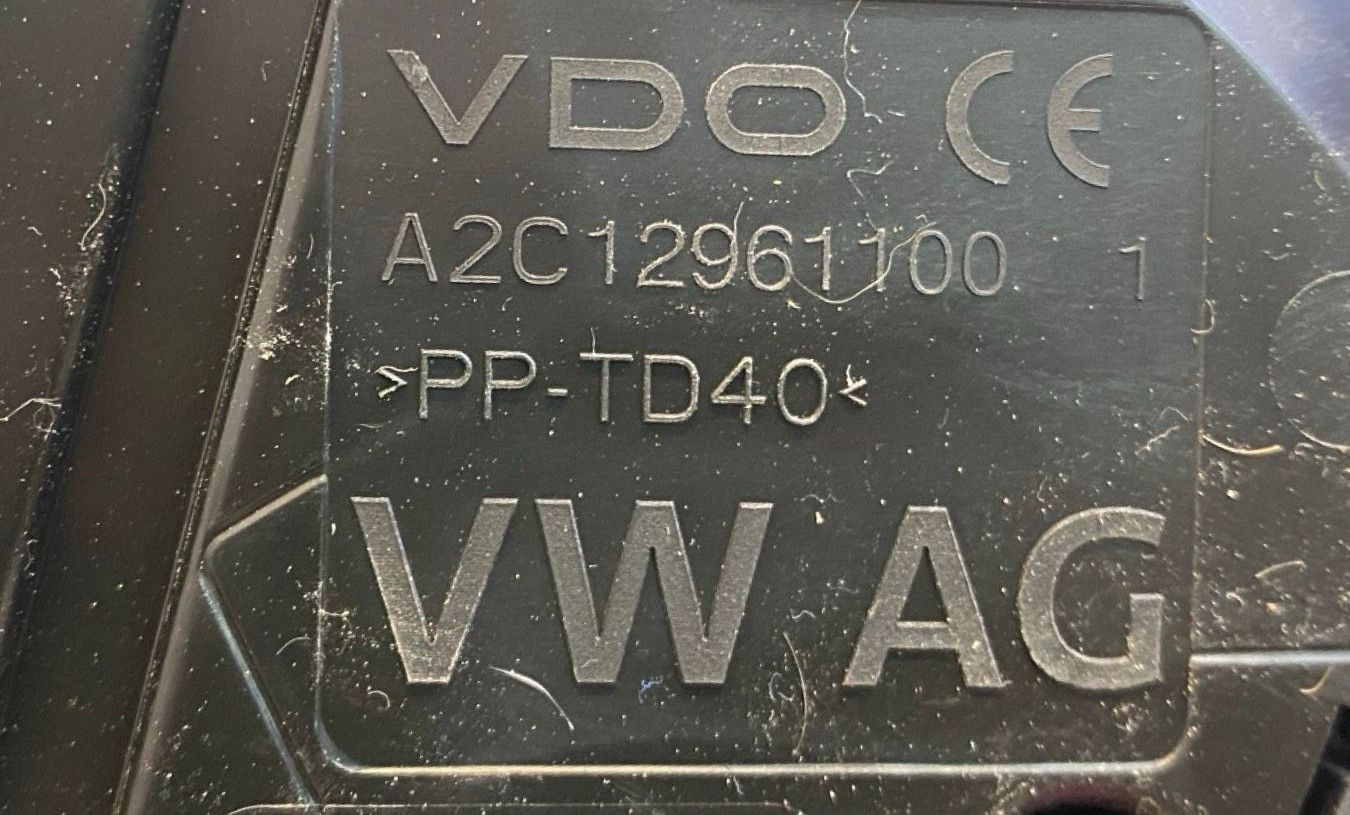 VDO CE
A2C12961100 1
>PP-TD40<
VW AG